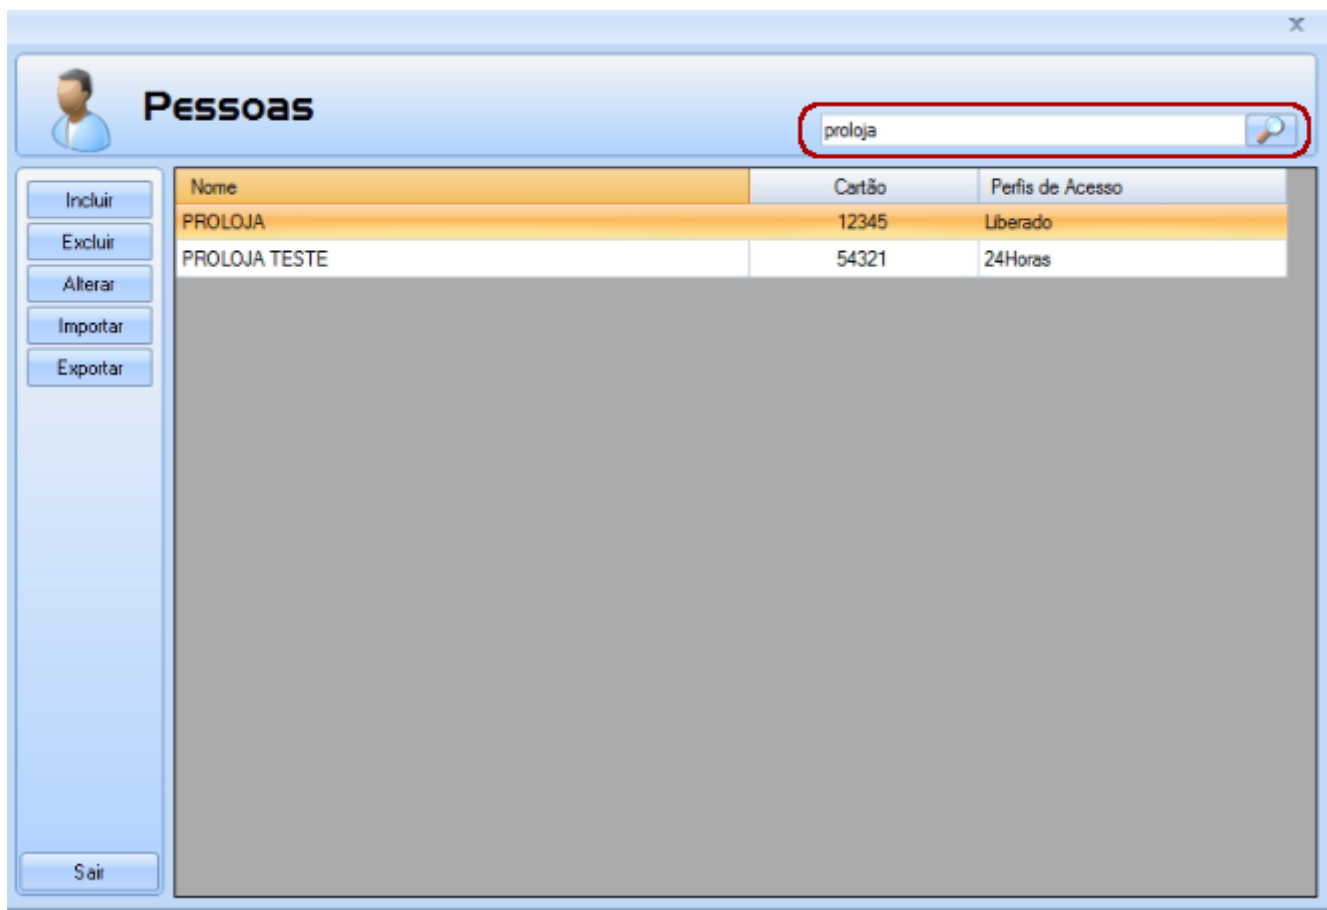 x
Pessoas
proloja
Incluir
Excluir
Alterar
Importar
Exportar
Sair
Nome Cartão Perfis de Acesso
PROLOJA 12345 Liberado
PROLOJA TESTE 54321 24Horas